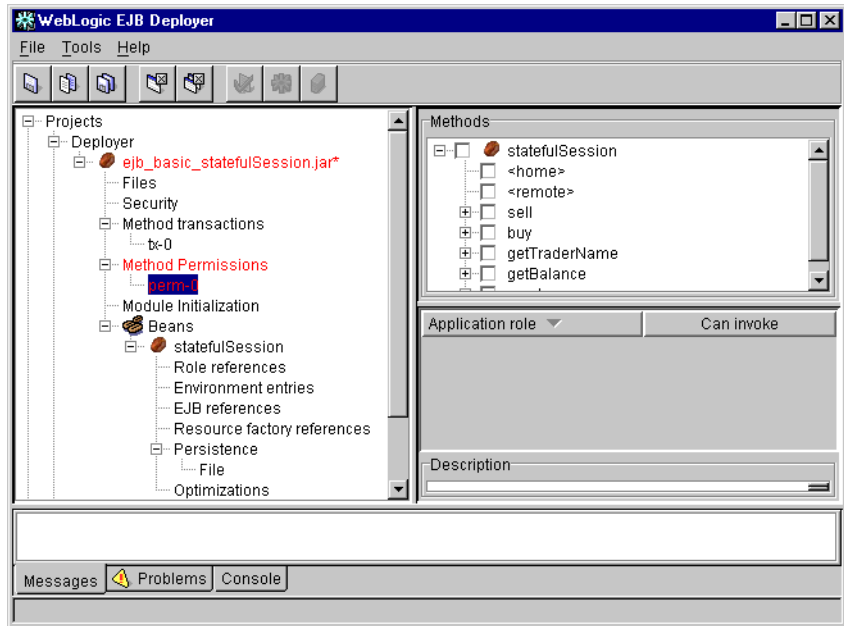 WebLogic EJB Deployer
File Tools Help
Projects
Deployer
ejb_basic_statefulSession.jar*
Files
Security
Method transactions
tx-0
Method Permissions
perm-0
Module Initialization
Beans
statefulSession
Role references
Environment entries
EJB references
Resource factory references
Persistence
File
Optimizations
Methods
statefulSession
<home>
<remote>
sell
buy
getTraderName
getBalance
Application role Can invoke
Description
Messages Problems Console